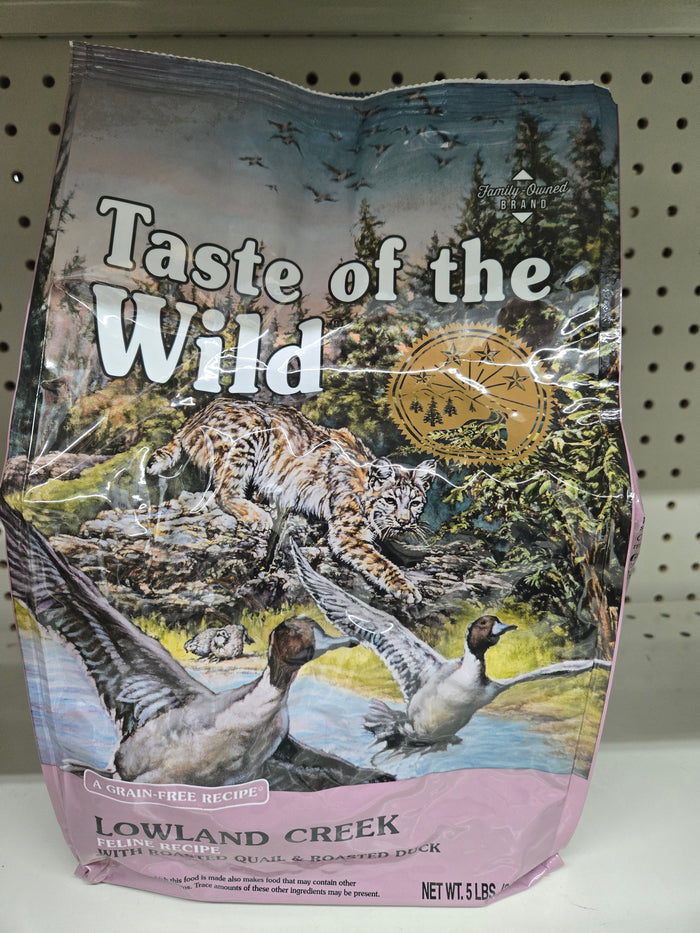 Family-Owned
BRAND
Taste of the
Wild
A GRAIN-FREE RECIPE
LOWLAND CREEK
FELINE RECIPE
WITH ROASTED QUAIL & ROASTED DUCK
this food is made also makes food that may contain other
Trace amounts of these other ingredients may be present.
NET WT. 5 LBS